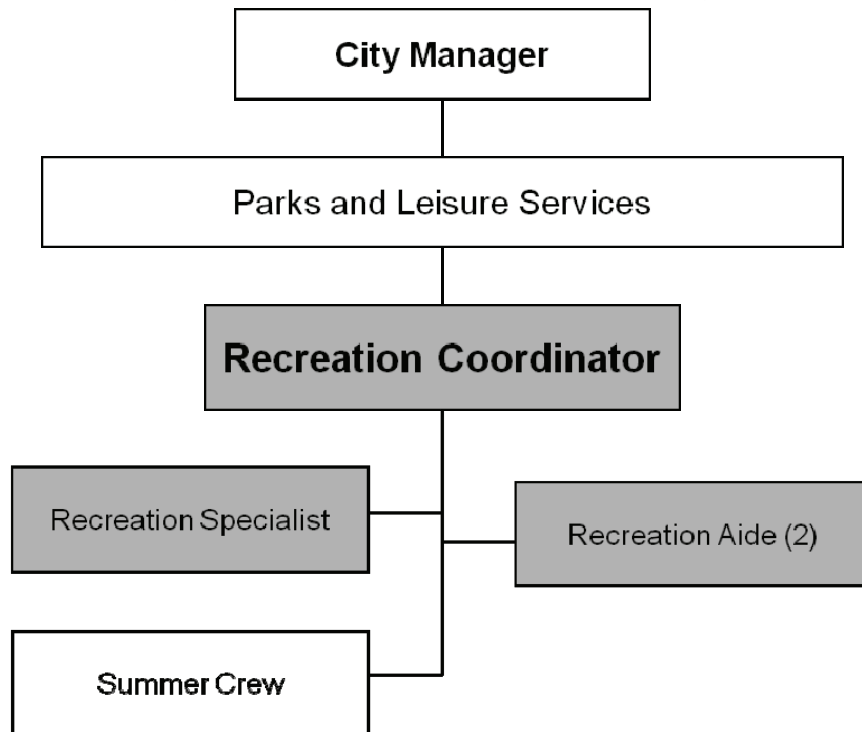 City Manager
Parks and Leisure Services
Recreation Coordinator
Recreation Specialist
Recreation Aide (2)
Summer Crew